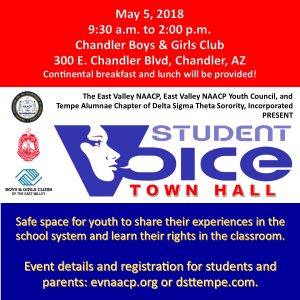 May 5, 2018
9:30 a.m. to 2:00 p.m.
Chandler Boys & Girls Club
300 E. Chandler Blvd, Chandler, AZ
Continental breakfast and lunch will be provided!
The East Valley NAACP, East Valley NAACP Youth Council, and
Tempe Alumnae Chapter of Delta Sigma Theta Sorority, Incorporated
PRESENT
STUDENT
Voice
TOWN HALL
BOYS & GIRLS CLUBS
OF THE EAST VALLEY
Safe space for youth to share their experiences in the
school system and learn their rights in the classroom.
Event details and registration for students and
parents: evnaacp.org or dsttempe.com.